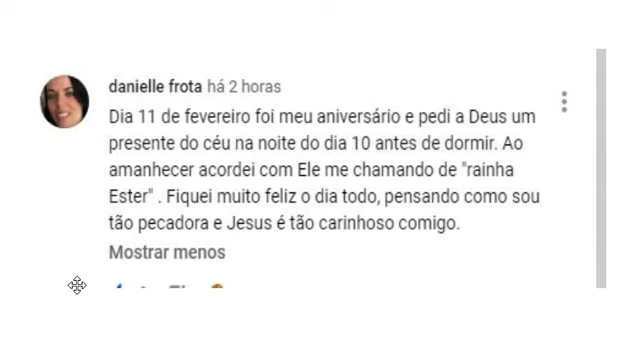 danielle frota há 2 horas
Dia 11 de fevereiro foi meu aniversário e pedi a Deus um
presente do céu na noite do dia 10 antes de dormir. Ao
amanhecer acordei com Ele me chamando de "rainha
Ester" . Fiquei muito feliz o dia todo, pensando como sou
tão pecadora e Jesus é tão carinhoso comigo.
Mostrar menos